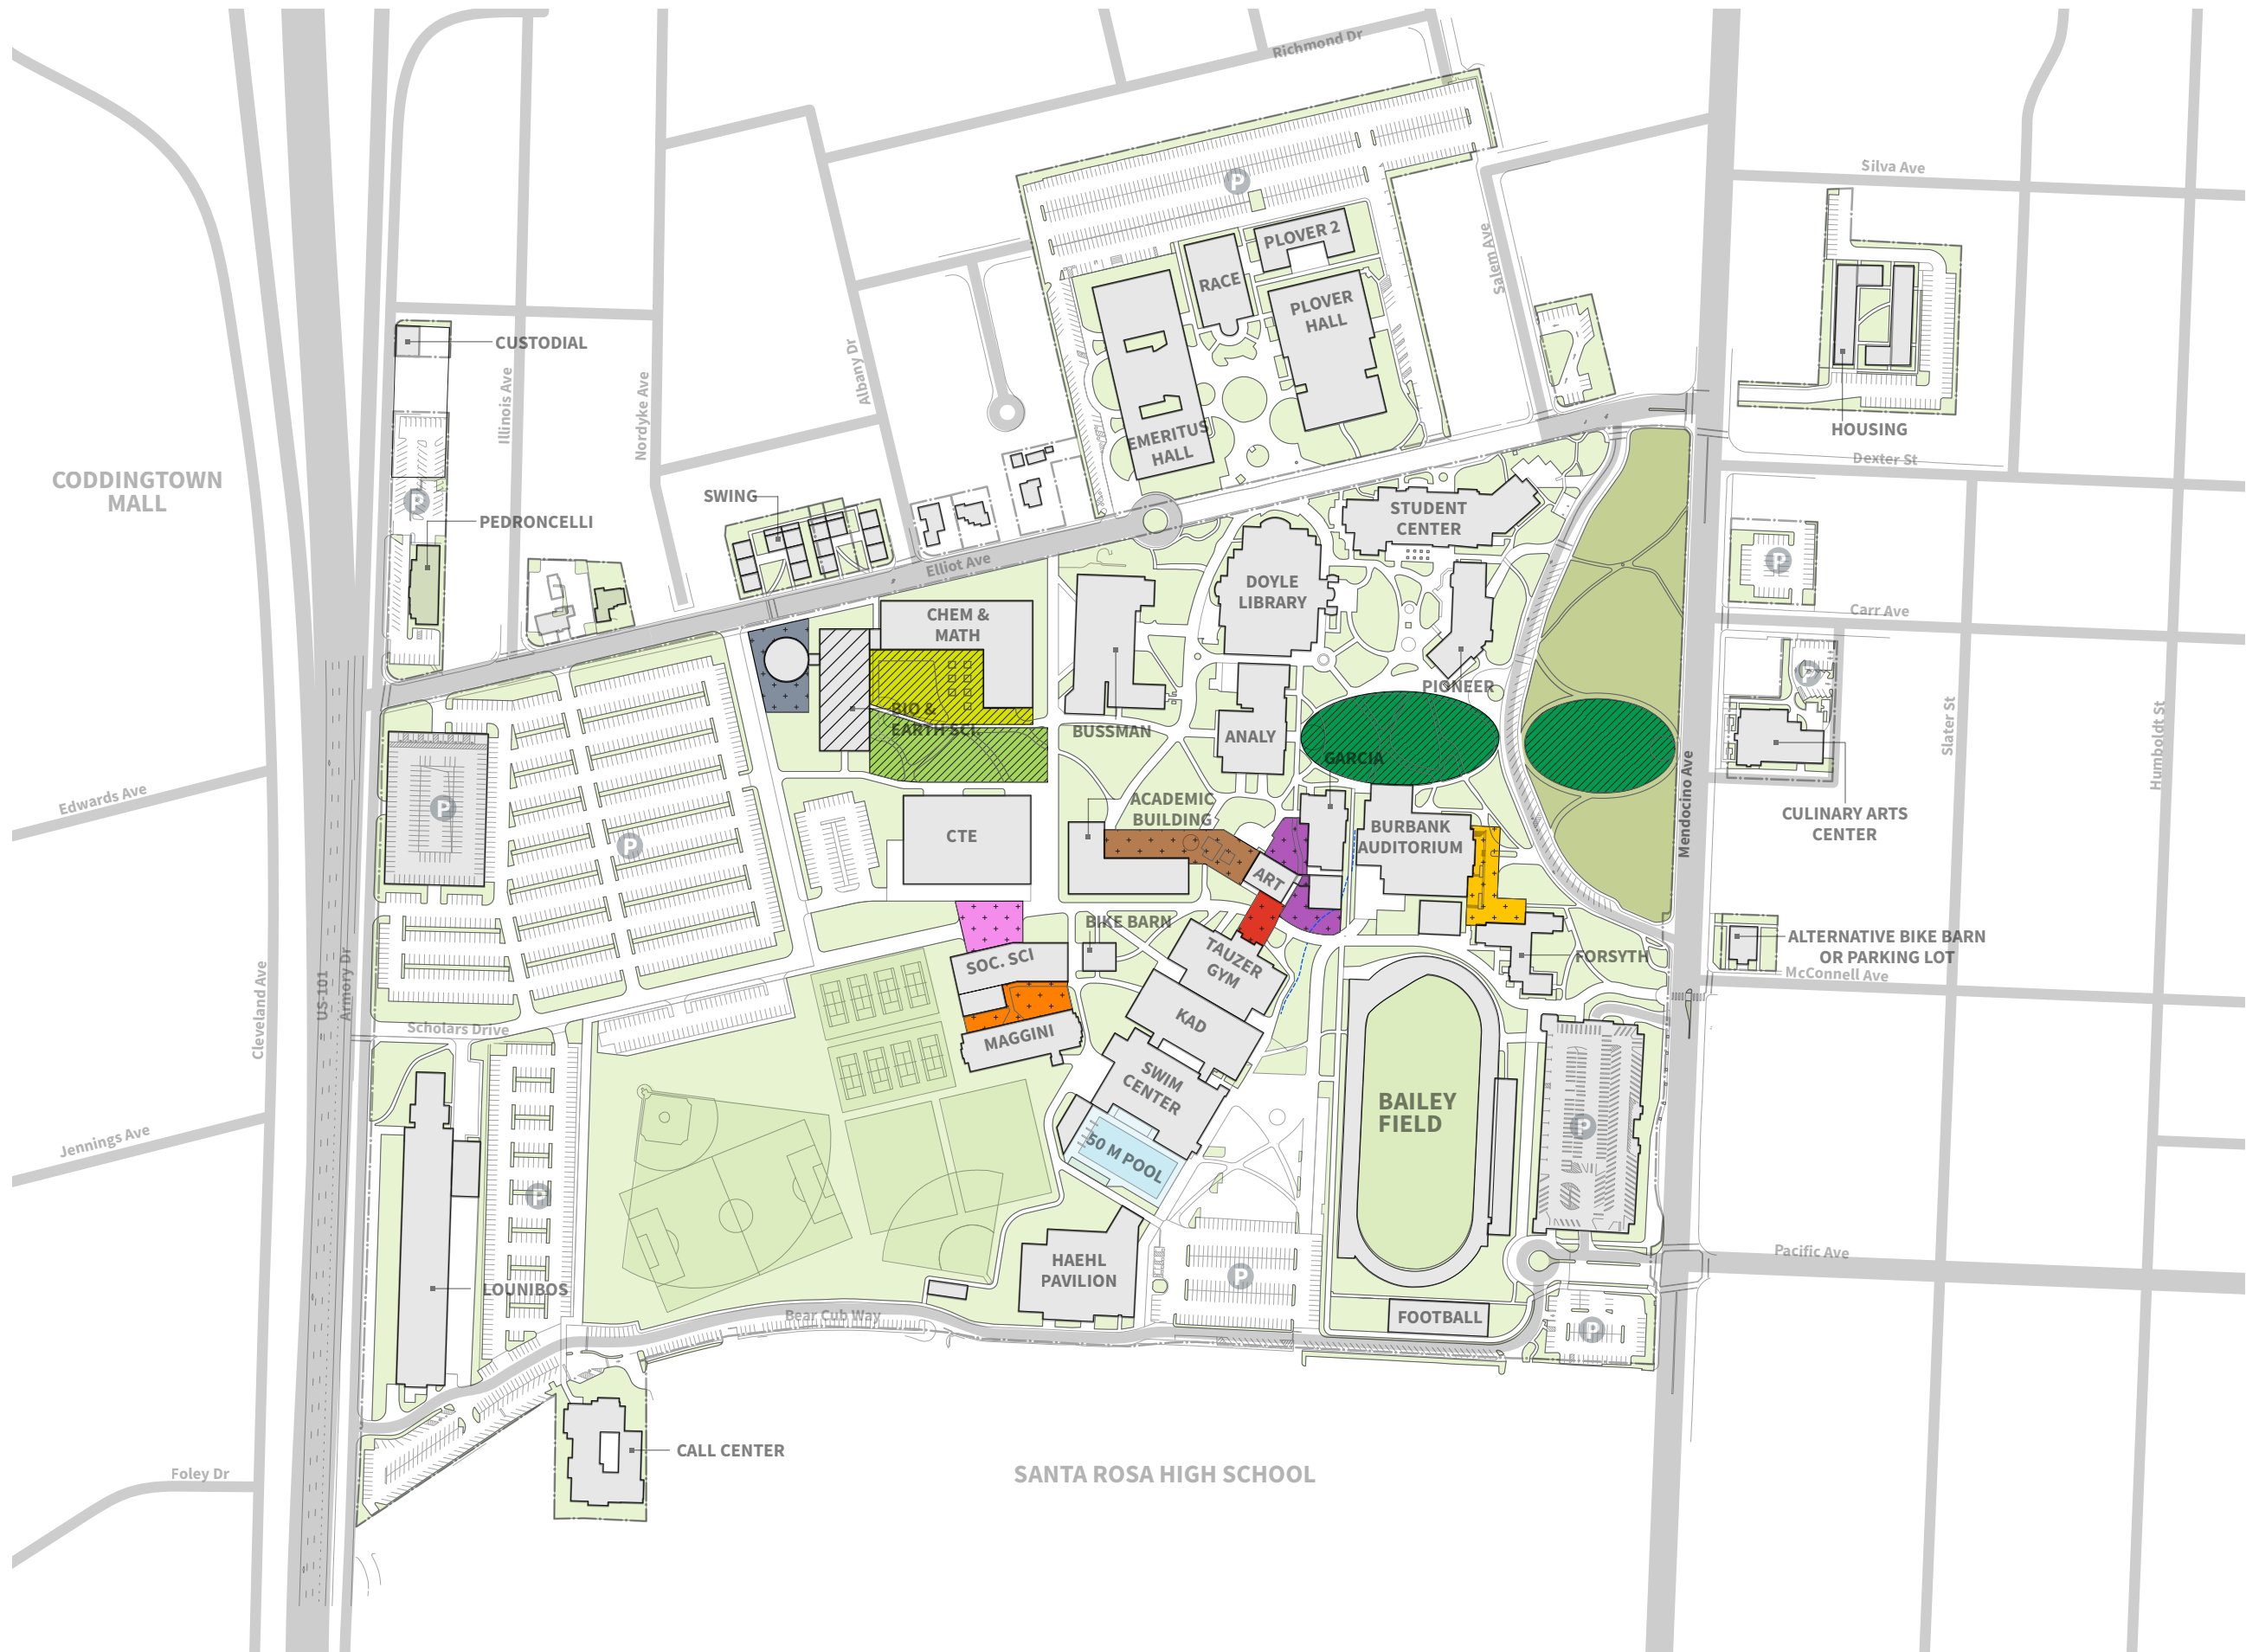 Richmond Dr
Silva Ave
P
PLOVER 2
RACE
PLOVER
HALL
Salem Ave
CUSTODIAL
Illinois Ave
Nordyke Ave
Albany Dr
EMERITUS
HALL
HOUSING
Dexter St
CODDINGTOWN
MALL
P
SWING
PEDRONCELLI
STUDENT
CENTER
Elliot Ave
DOYLE
LIBRARY
P
Carr Ave
CHEM &
MATH
P
PIONEER
BIO &
EARTH SCI.
BUSSMAN
ANALY
GARCIA
Slater St
Humboldt St
Mendocino Ave
Edwards Ave
P
P
CTE
ACADEMIC
BUILDING
BURBANK
AUDITORIUM
CULINARY ARTS
CENTER
ART
BIKE BARN
TAUZER
GYM
SOC. SCI
FORSYTH
ALTERNATIVE BIKE BARN
OR PARKING LOT
McConnell Ave
Cleveland Ave
US-101
Armory Dr
Scholars Drive
MAGGINI
KAD
SWIM
CENTER
BAILEY
FIELD
P
Jennings Ave
50 M POOL
P
HAEHL
PAVILION
P
Pacific Ave
LOUNIBOS
Bear Cub Way
FOOTBALL
P
CALL CENTER
Foley Dr
SANTA ROSA HIGH SCHOOL